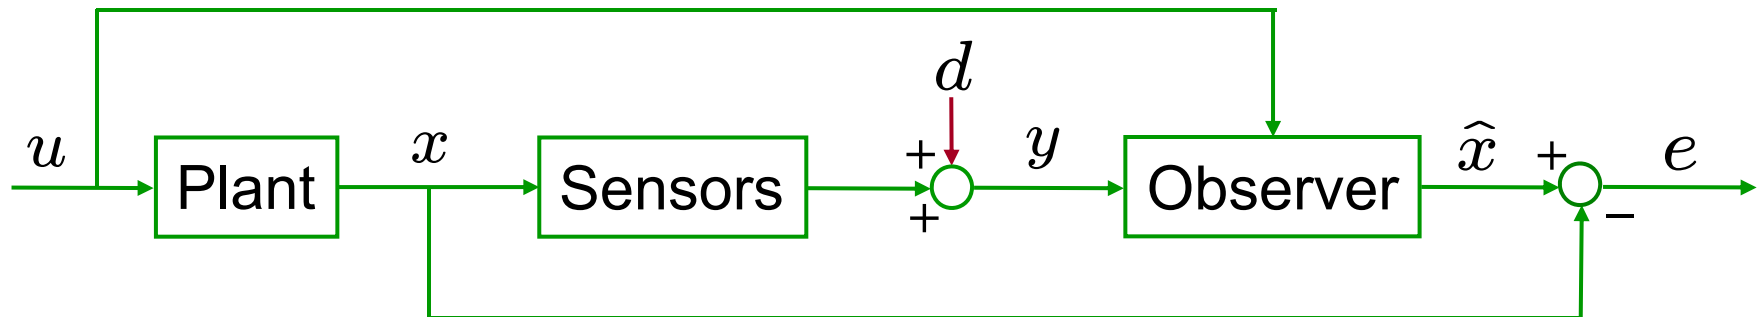 d
u
x
y
x̂
e
+
+
−
Plant
Sensors
Observer
+